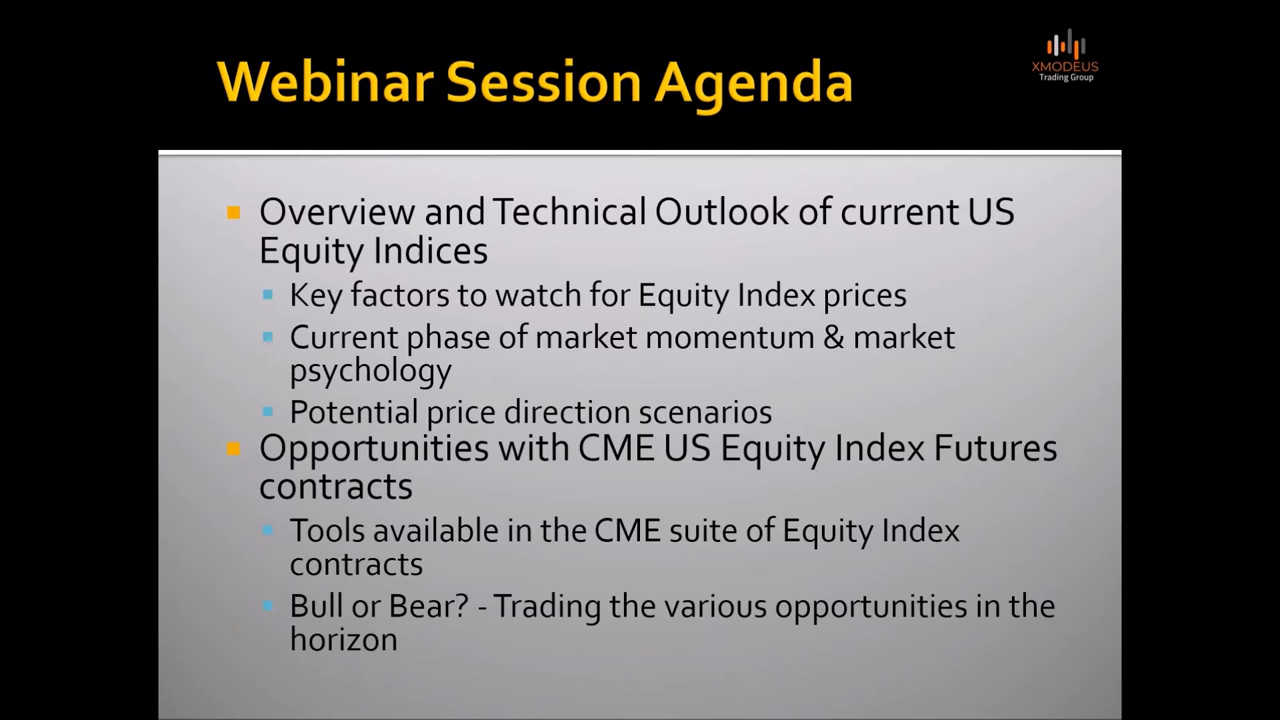 Webinar Session Agenda
XMODEUS
Trading Group
Overview and Technical Outlook of current US
Equity Indices
Key factors to watch for Equity Index prices
Current phase of market momentum & market
psychology
Potential price direction scenarios
Opportunities with CME US Equity Index Futures
contracts
Tools available in the CME suite of Equity Index
contracts
Bull or Bear? - Trading the various opportunities in the
horizon